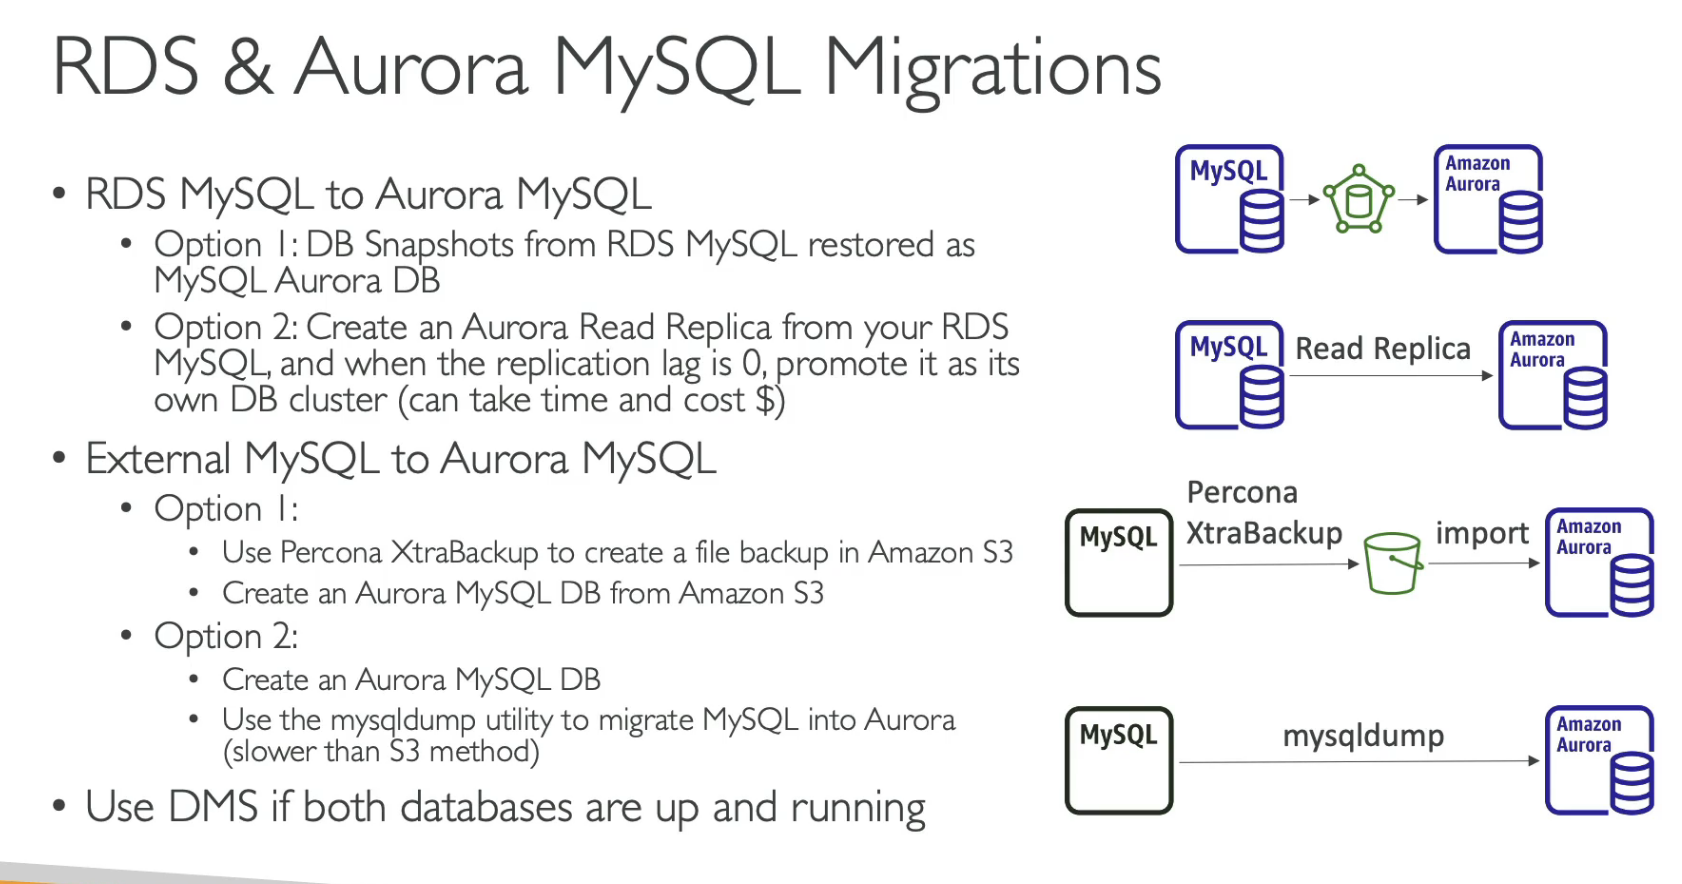 RDS & Aurora MySQL Migrations
• RDS MySQL to Aurora MySQL
• Option 1: DB Snapshots from RDS MySQL restored as
MySQL Aurora DB
• Option 2: Create an Aurora Read Replica from your RDS
MySQL, and when the replication lag is 0, promote it as its
own DB cluster (can take time and cost $)
• External MySQL to Aurora MySQL
• Option 1:
• Use Percona XtraBackup to create a file backup in Amazon S3
• Create an Aurora MySQL DB from Amazon S3
• Option 2:
• Create an Aurora MySQL DB
• Use the mysqldump utility to migrate MySQL into Aurora
(slower than S3 method)
• Use DMS if both databases are up and running
MySQL
Amazon
Aurora
MySQL
Read Replica
Amazon
Aurora
MySQL
Percona
XtraBackup
import
Amazon
Aurora
MySQL
mysqldump
Amazon
Aurora